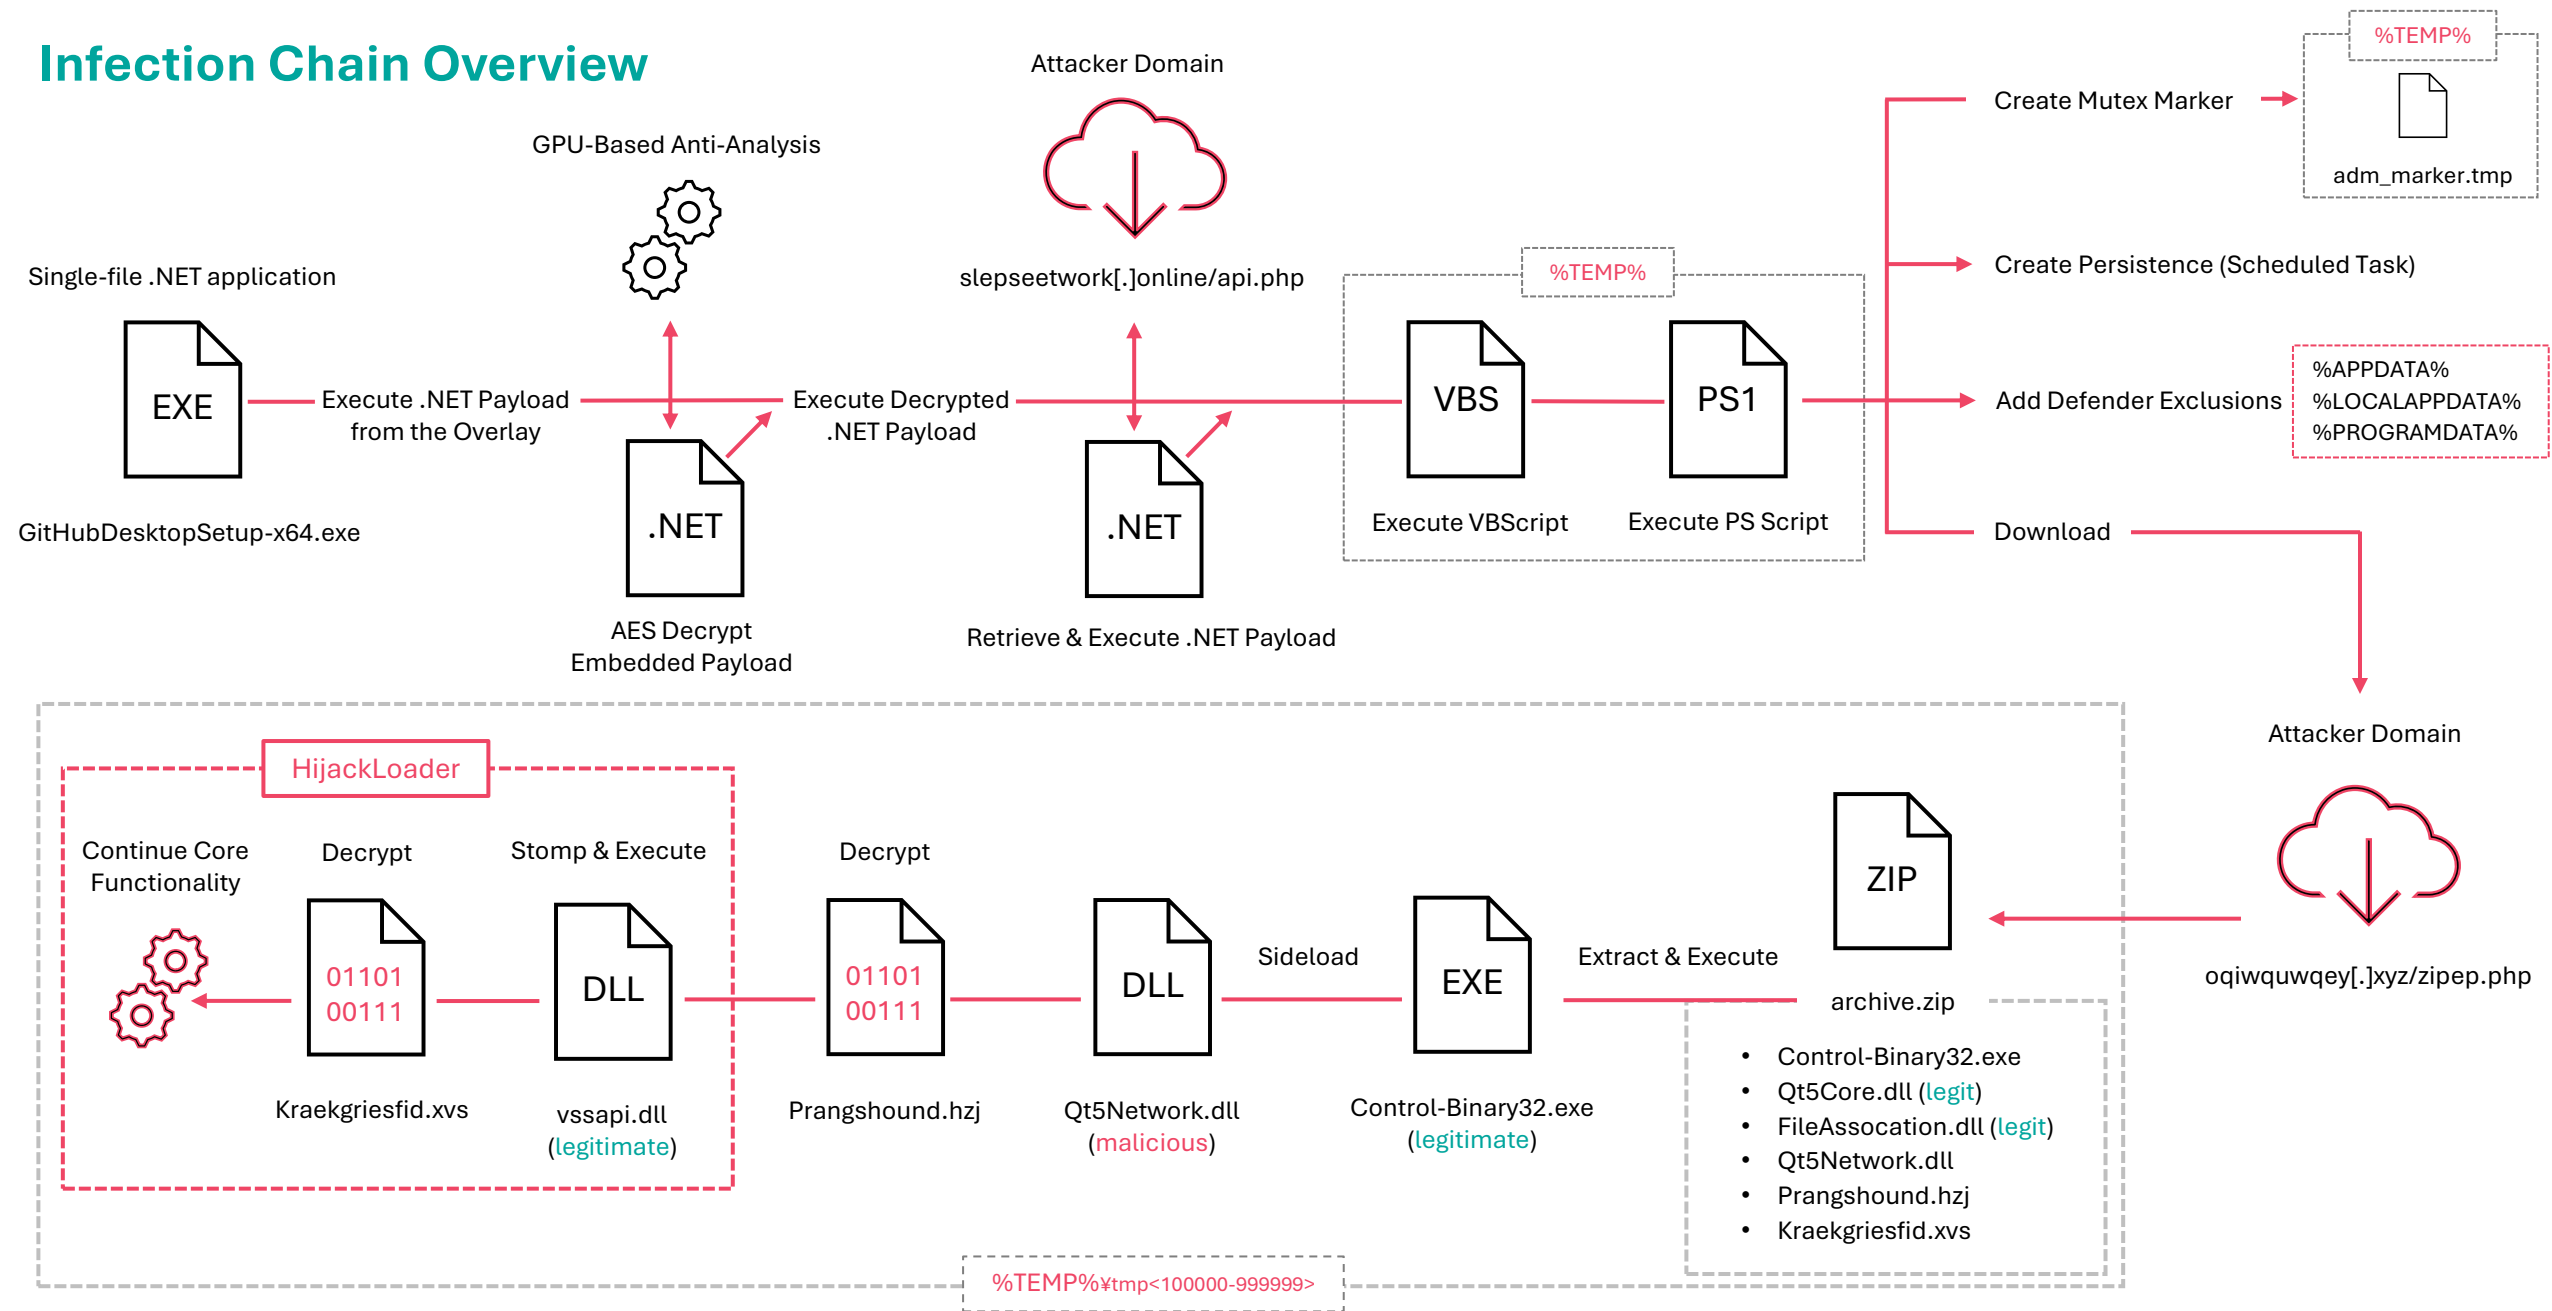 Infection Chain Overview
Single-file .NET application
EXE
GitHubDesktopSetup-x64.exe
Execute .NET Payload
from the Overlay
GPU-Based Anti-Analysis
.NET
AES Decrypt
Embedded Payload
Execute Decrypted
.NET Payload
Attacker Domain
slepseetwork[.]online/api.php
.NET
Retrieve & Execute .NET Payload
%TEMP%
VBS
Execute VBScript
PS1
Execute PS Script
Create Mutex Marker
%TEMP%
adm_marker.tmp
Create Persistence (Scheduled Task)
Add Defender Exclusions
%APPDATA%
%LOCALAPPDATA%
%PROGRAMDATA%
Download
Attacker Domain
oqiwquwqey[.]xyz/zipep.php
ZIP
archive.zip
• Control-Binary32.exe
• Qt5Core.dll (legit)
• FileAssocation.dll (legit)
• Qt5Network.dll
• Prangshound.hzj
• Kraekgriesfid.xvs
Extract & Execute
EXE
Control-Binary32.exe
(legitimate)
Sideload
DLL
Qt5Network.dll
(malicious)
Decrypt
01101
00111
Prangshound.hzj
HijackLoader
Stomp & Execute
DLL
vssapi.dll
(legitimate)
Decrypt
01101
00111
Kraekgriesfid.xvs
Continue Core
Functionality
%TEMP%¥tmp<100000-999999>